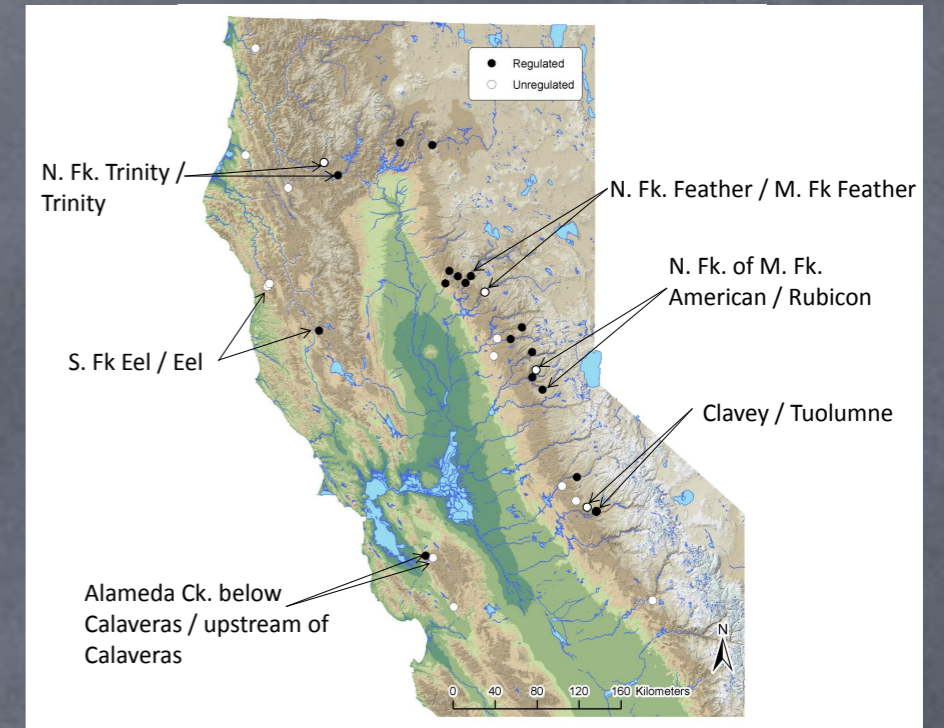 Regulated
Unregulated
N. Fk. Trinity /
Trinity
N. Fk. Feather / M. Fk Feather
N. Fk. of M. Fk.
American / Rubicon
S. Fk Eel / Eel
Clavey / Tuolumne
Alameda Ck. below
Calaveras / upstream of
Calaveras
N
0 40 80 120 160 Kilometers